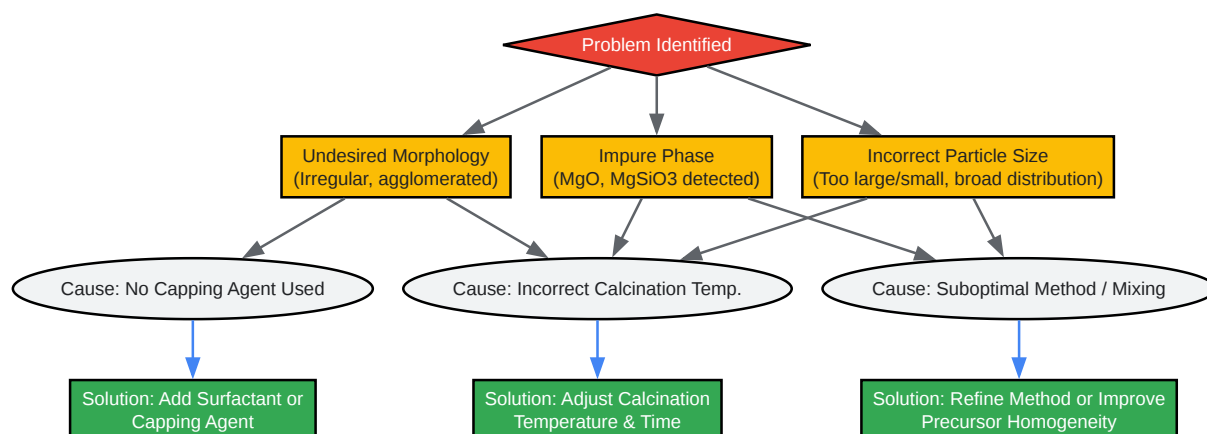 Problem Identified
Undesired Morphology
(Irregular, agglomerated)
Impure Phase
(MgO, MgSiO3 detected)
Incorrect Particle Size
(Too large/small, broad distribution)
Cause: No Capping Agent Used
Cause: Incorrect Calcination Temp.
Cause: Suboptimal Method / Mixing
Solution: Add Surfactant or
Capping Agent
Solution: Adjust Calcination
Temperature & Time
Solution: Refine Method or Improve
Precursor Homogeneity